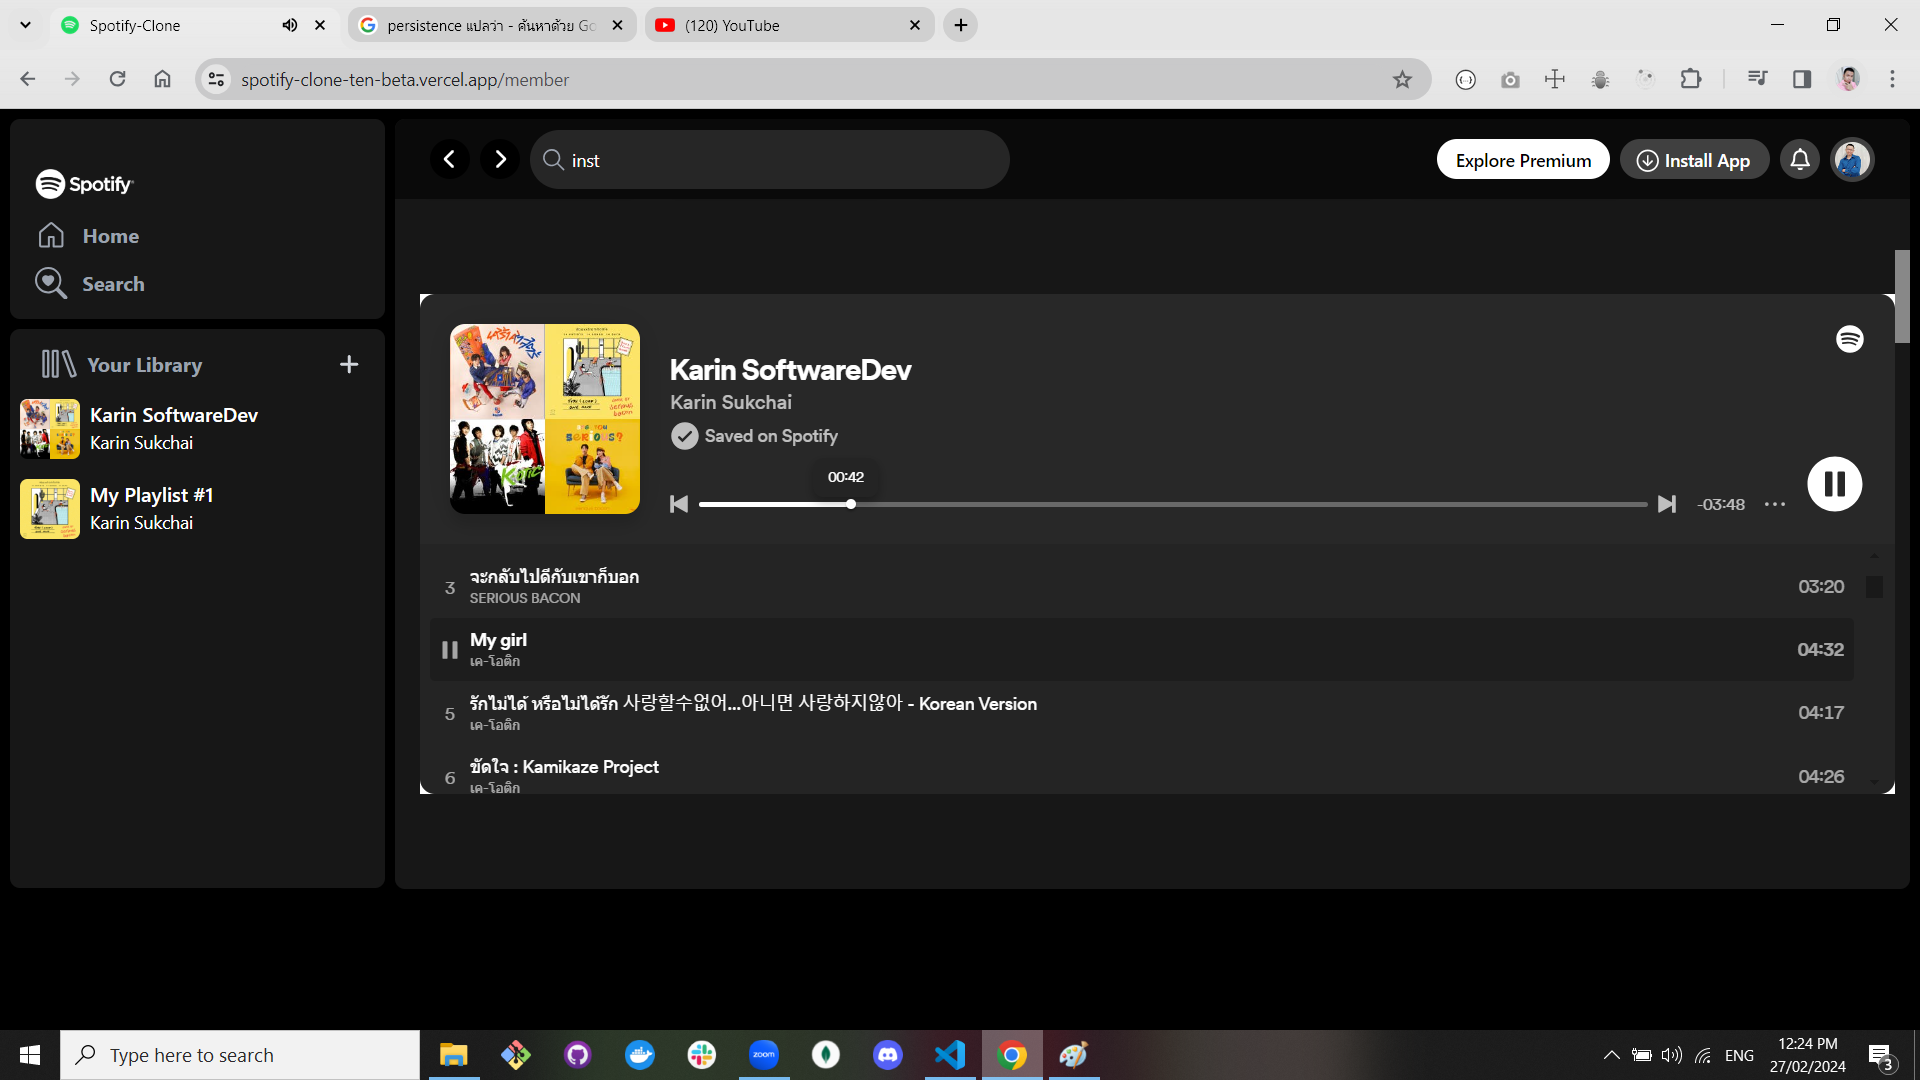 Spotify-Clone
persistence แปลว่า - ค้นหาด้วย Go
(120) YouTube
spotify-clone-ten-beta.vercel.app/member
Spotify
Home
Search
inst
Explore Premium
Install App
Your Library
Karin SoftwareDev
Karin Sukchai
My Playlist #1
Karin Sukchai
Karin SoftwareDev
Karin Sukchai
Saved on Spotify
00:42
-03:48
3 จะกลับไปดีกับเขาก็บอก 03:20
SERIOUS BACON
My girl 04:32
เค-โอติก
5 รักไม่ได้ หรือไม่ได้รัก 사랑할수없어...아니면 사랑하지않아 - Korean Version 04:17
เค-โอติก
6 ขัดใจ : Kamikaze Project 04:26
เค-โอติก
Type here to search
zoom
ENG
12:24 PM
27/02/2024
3